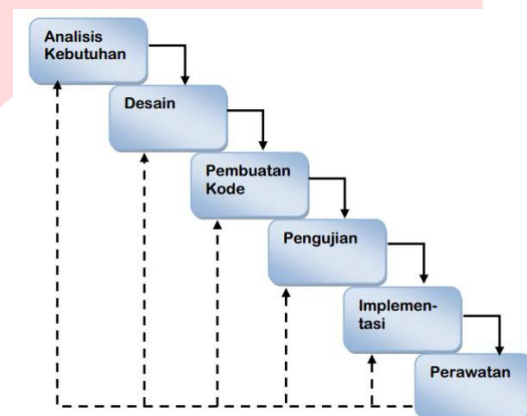 Analisis
Kebutuhan
Desain
Pembuatan
Kode
Pengujian
Implemen-
tasi
Perawatan